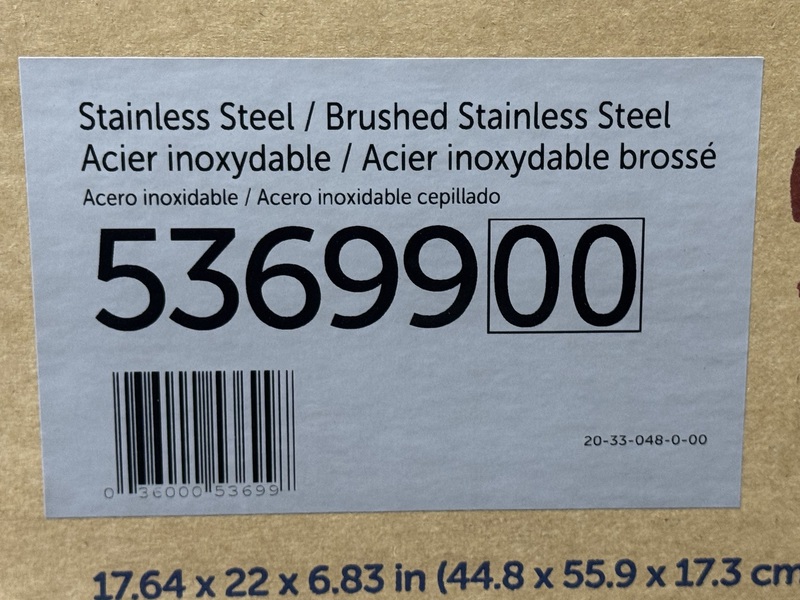 Stainless Steel / Brushed Stainless Steel
Acier inoxydable / Acier inoxydable brossé
Acero inoxidable / Acero inoxidable cepillado
5369900
20-33-048-0-00
0 36000 53699
17.64 x 22 x 6.83 in (44.8 x 55.9 x 17.3 cm